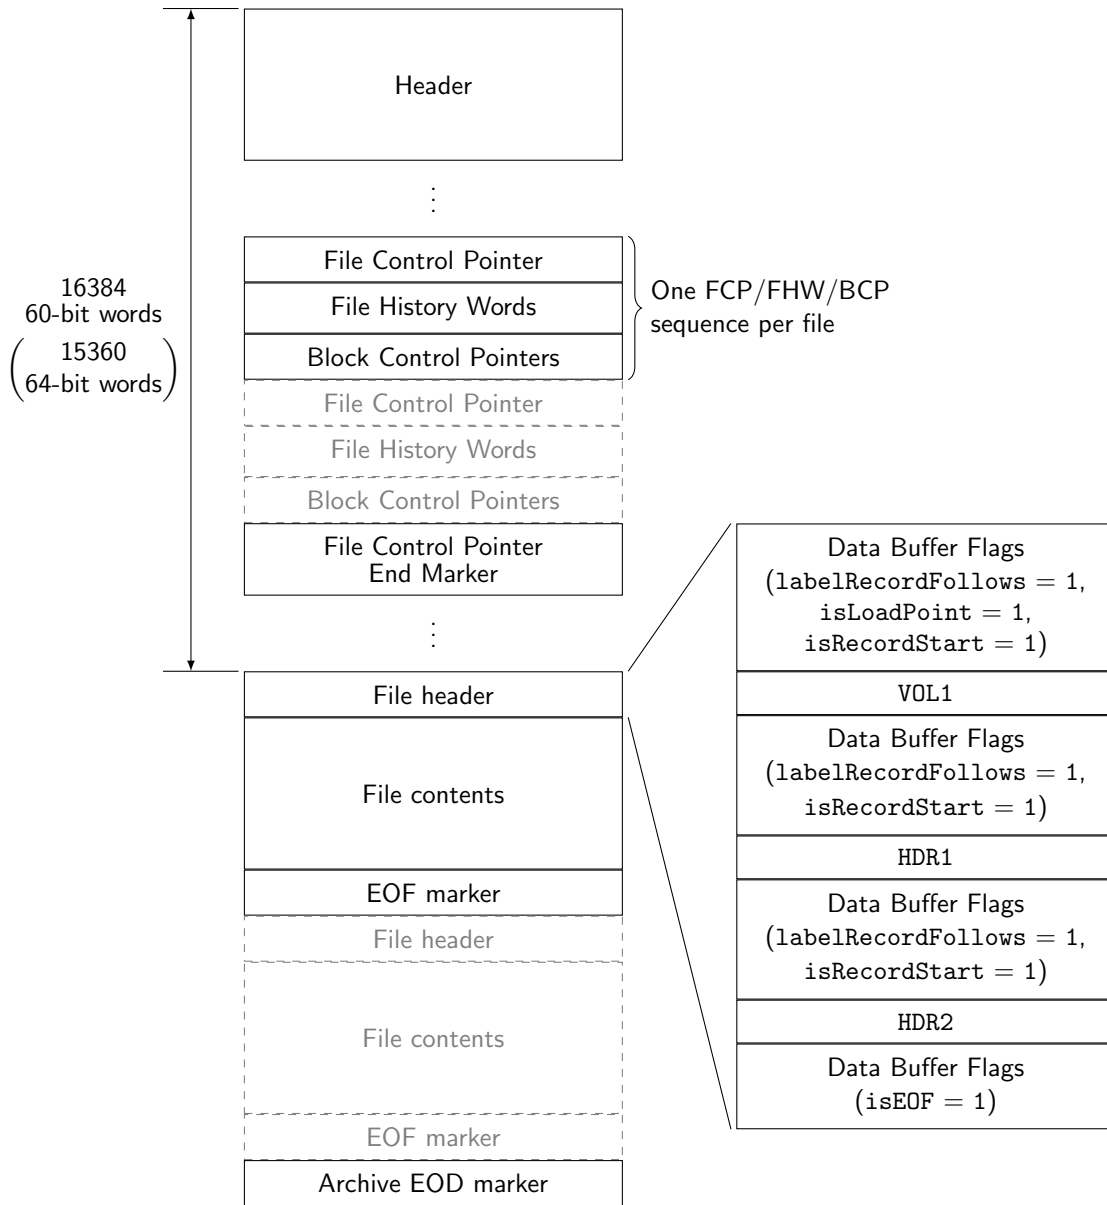 Header
⋮
File Control Pointer
File History Words
Block Control Pointers
One FCP/FHW/BCP
sequence per file
16384
60-bit words
(15360
64-bit words)
File Control Pointer
File History Words
Block Control Pointers
File Control Pointer
End Marker
⋮
File header
File contents
EOF marker
File header
File contents
EOF marker
Archive EOD marker
Data Buffer Flags
(labelRecordFollows = 1,
isLoadPoint = 1,
isRecordStart = 1)
VOL1
Data Buffer Flags
(labelRecordFollows = 1,
isRecordStart = 1)
HDR1
Data Buffer Flags
(labelRecordFollows = 1,
isRecordStart = 1)
HDR2
Data Buffer Flags
(isEOF = 1)